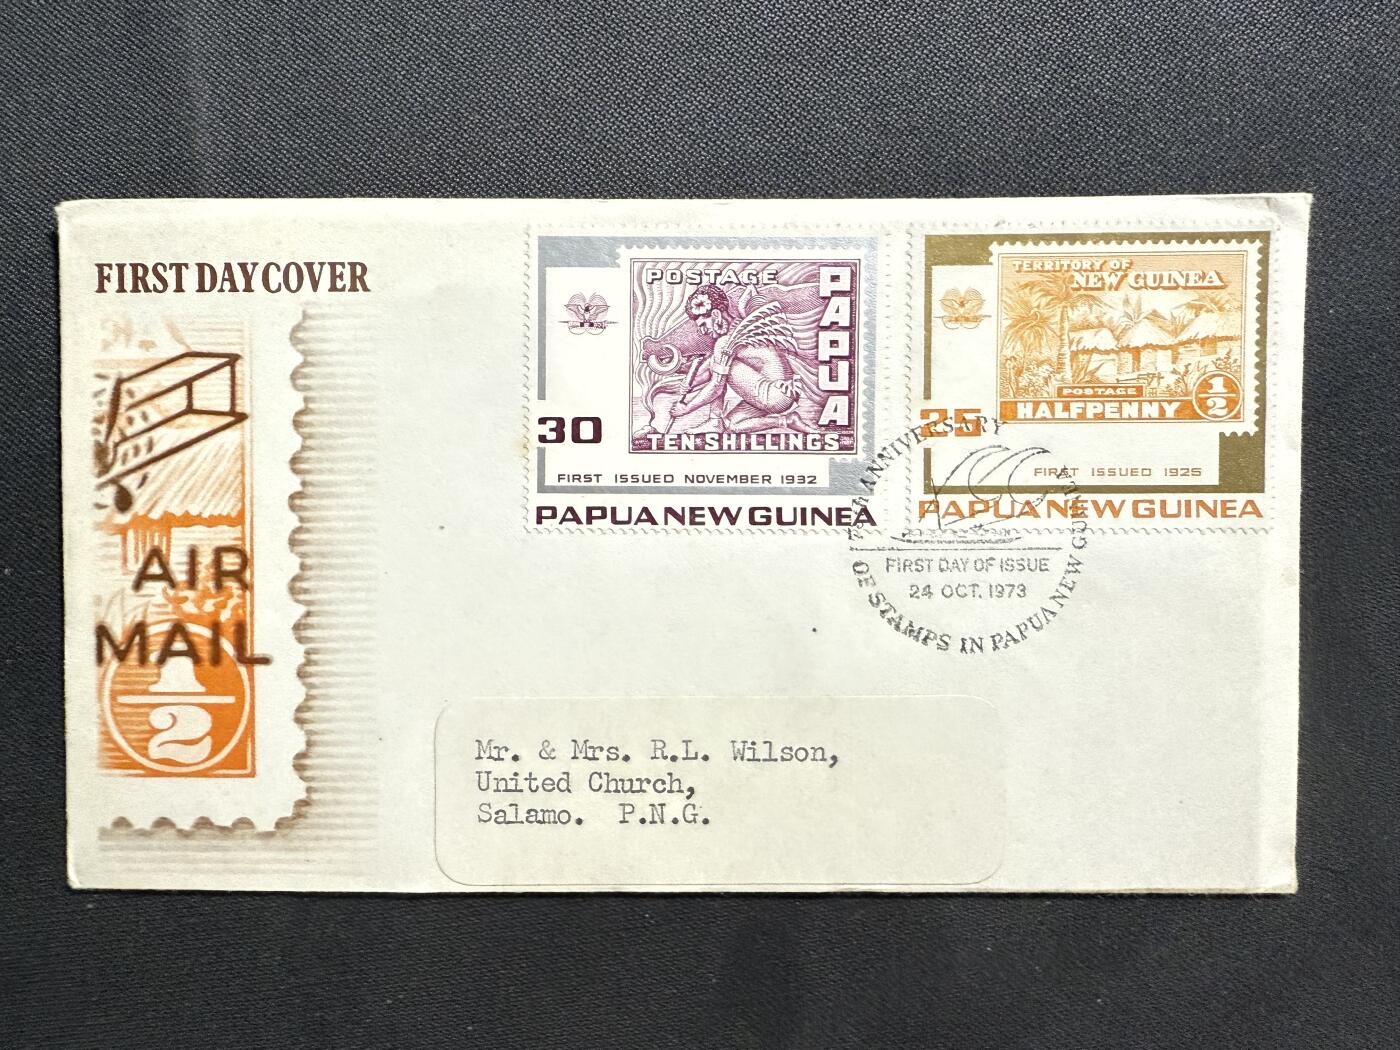 FIRST DAY COVER
AIR
MAIL
1/2
POSTAGE
PAPUA
TEN SHILLINGS
30
FIRST ISSUED NOVEMBER 1932
PAPUA NEW GUINEA
TERRITORY OF
NEW GUINEA
POSTAGE
HALFPENNY
1/2
25
FIRST ISSUED 1925
PAPUA NEW GUINEA
75TH ANNIVERSARY
OF STAMPS IN PAPUA NEW GUINEA
FIRST DAY OF ISSUE
24 OCT. 1973
Mr. & Mrs. R.L. Wilson,
United Church,
Salamo. P.N.G.